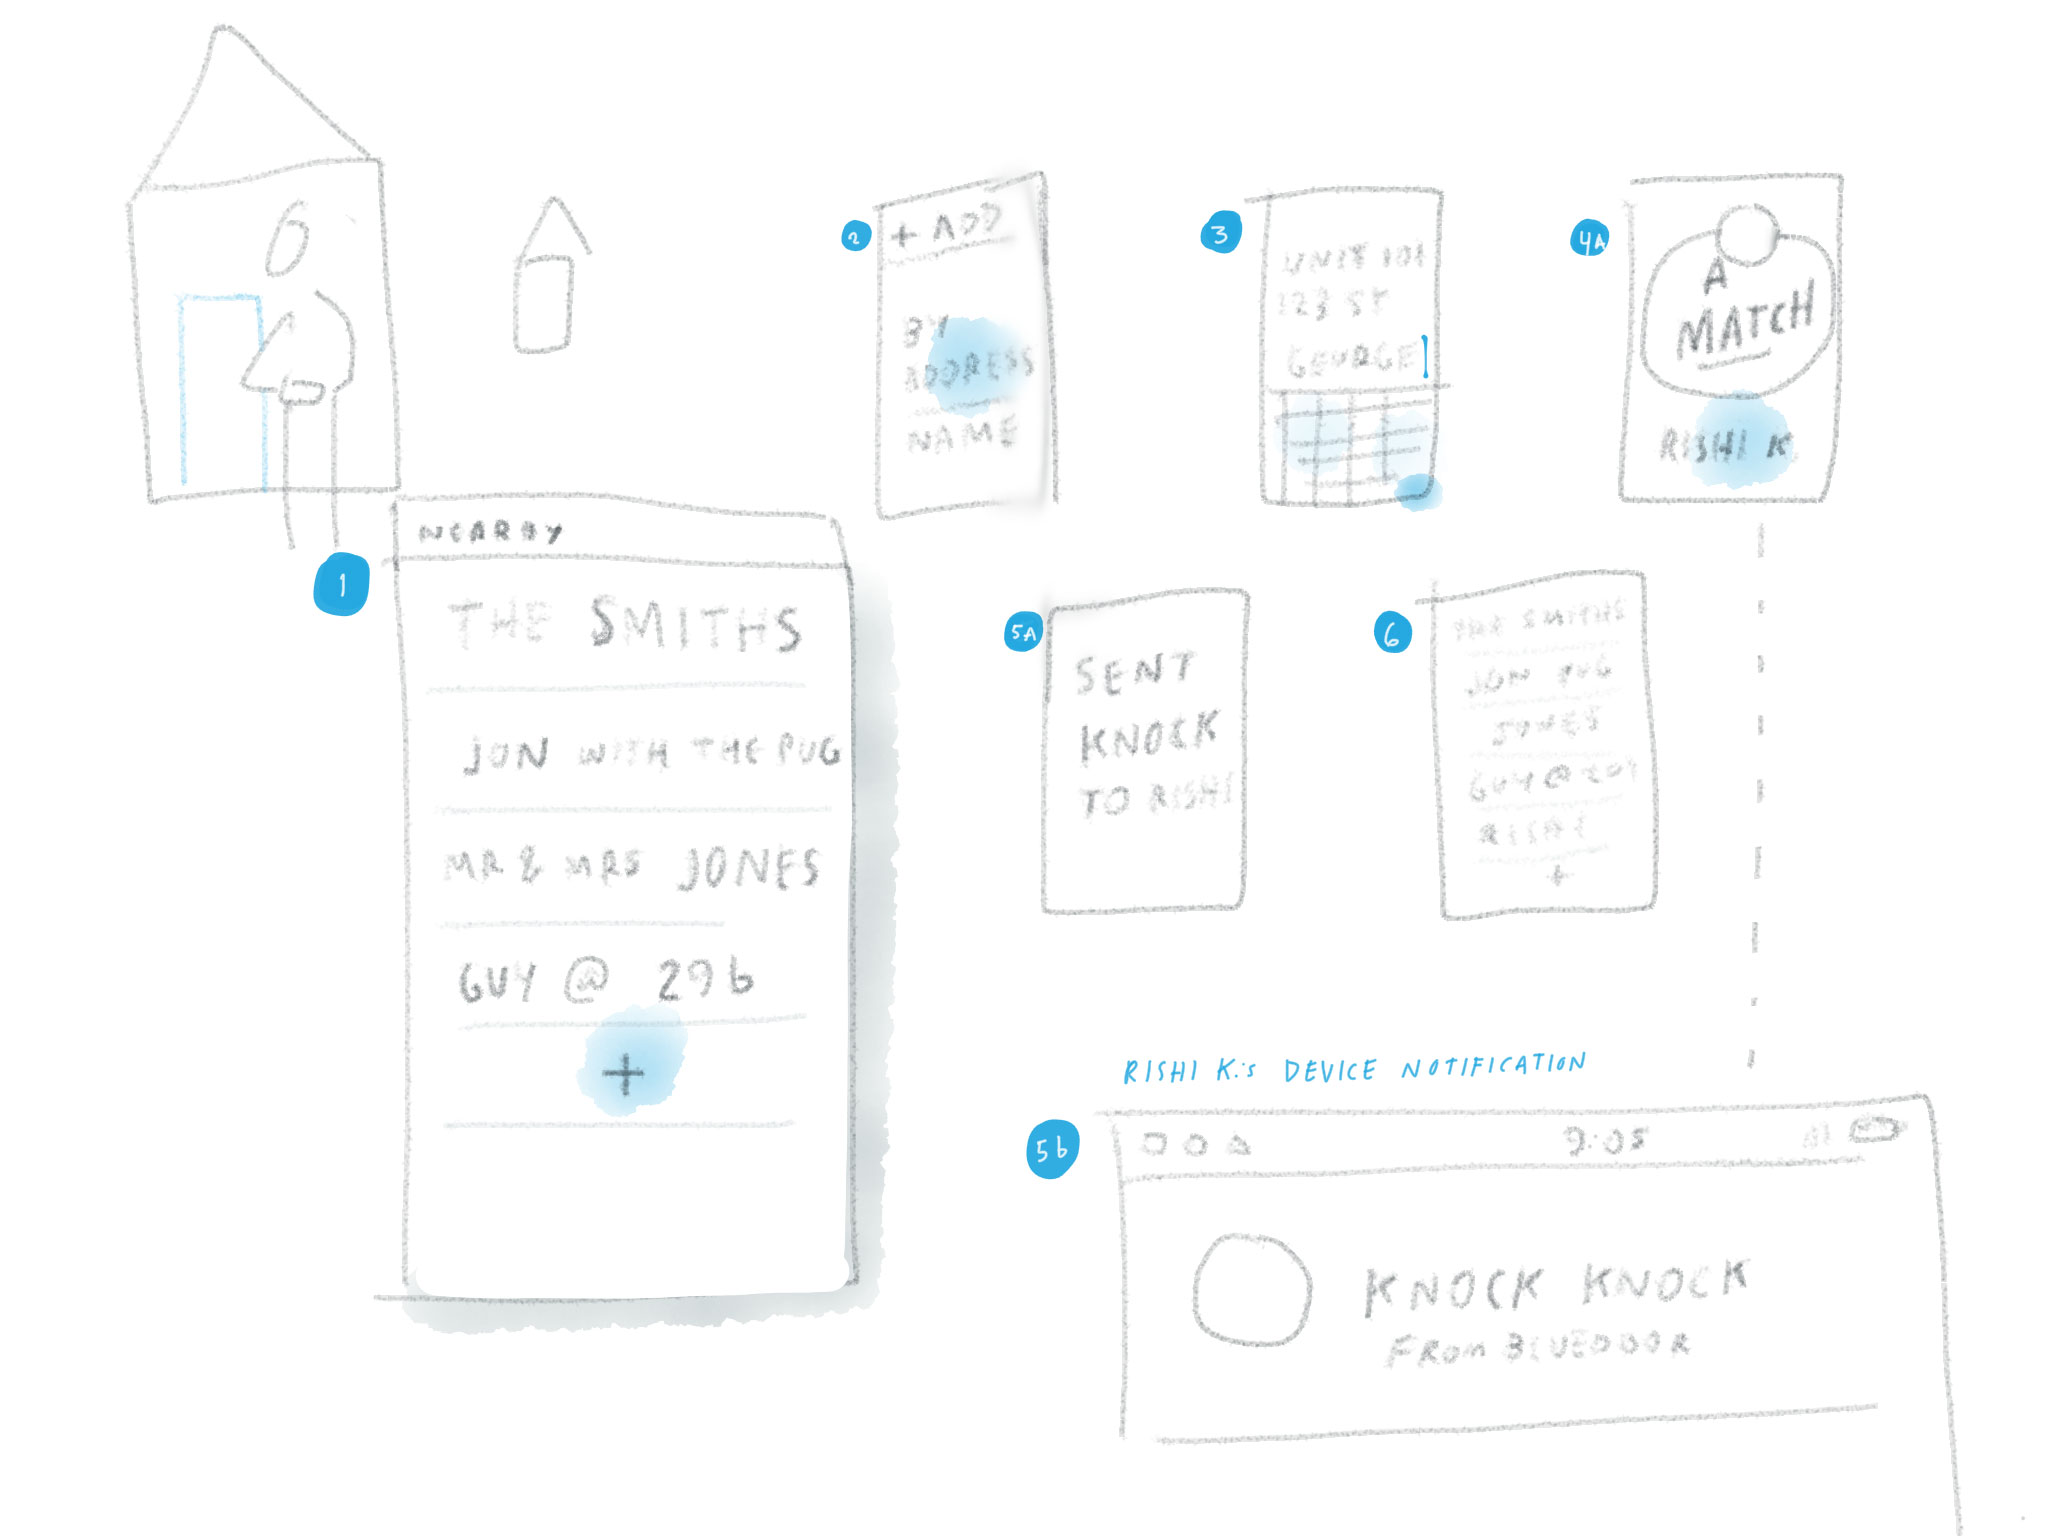 1
NEARBY
THE SMITHS
JON WITH THE PUG
MR & MRS JONES
GUY @ 29b
+
2
+ ADD
BY
ADDRESS
NAME
3
UNIT 101
123 ST
GEORGE
4A
A
MATCH
RISHI K.
5A
SENT
KNOCK
TO RISHI
6
THE SMITHS
JON PUG
JONES
GUY @ 29
RISHI
+
RISHI K.'s DEVICE NOTIFICATION
5b
9:05
KNOCK KNOCK
FROM BLUEDOOR